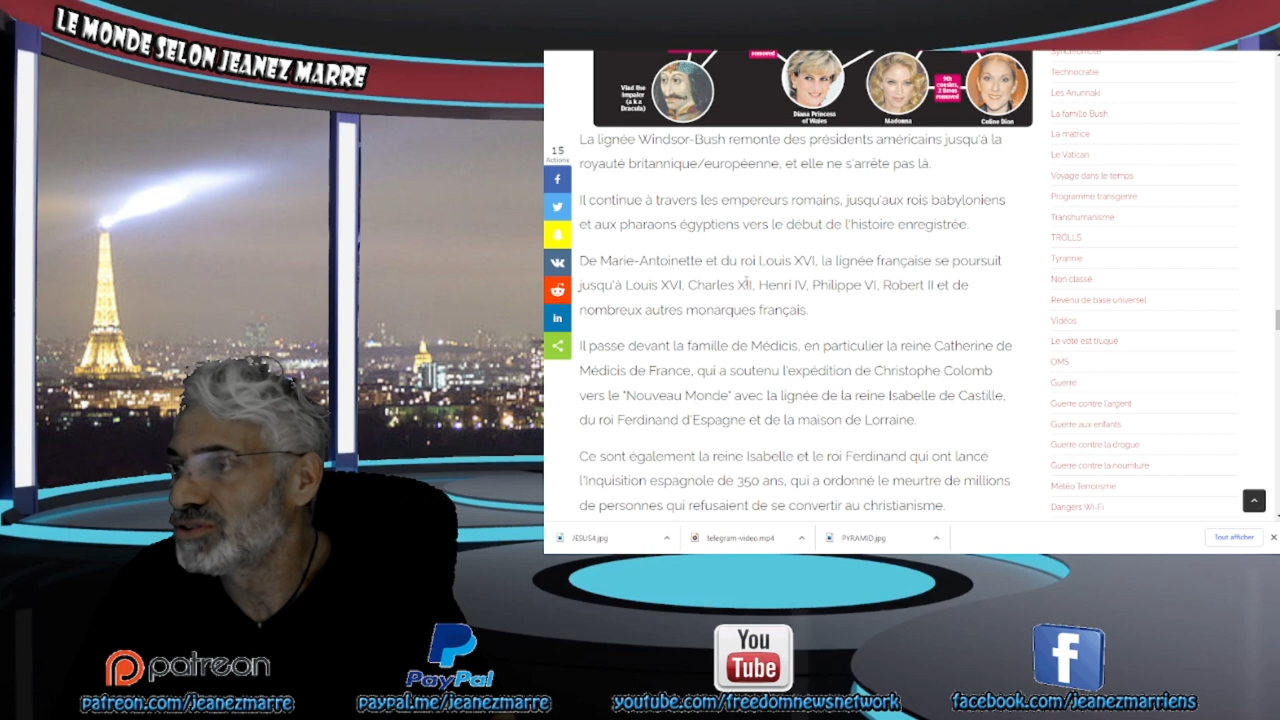 LE MONDE SELON JEANEZ MARRE
removed
Vlad the
Impaler
(a k a
Dracula)
Diana Princess
of Wales
Madonna
9th
cousins,
2 times
removed
Celine Dion
La lignée Windsor-Bush remonte des présidents américains jusqu'à la
royauté britannique/européenne, et elle ne s'arrête pas là.
Il continue à travers les empereurs romains, jusqu'aux rois babyloniens
et aux pharaons égyptiens vers le début de l'histoire enregistrée.
De Marie-Antoinette et du roi Louis XVI, la lignée française se poursuit
jusqu'à Louis XVI, Charles XII, Henri IV, Philippe VI, Robert II et de
nombreux autres monarques français.
Il passe devant la famille de Médicis, en particulier la reine Catherine de
Médicis de France, qui a soutenu l'expédition de Christophe Colomb
vers le "Nouveau Monde" avec la lignée de la reine Isabelle de Castille,
du roi Ferdinand d'Espagne et de la maison de Lorraine.
Ce sont également la reine Isabelle et le roi Ferdinand qui ont lancé
l'Inquisition espagnole de 350 ans, qui a ordonné le meurtre de millions
de personnes qui refusaient de se convertir au christianisme.
15
Actions
f
in
Technocratie
Les Anunnaki
La famille Bush
La matrice
Le Vatican
Voyage dans le temps
Programme transgenre
Transhumanisme
TROLLS
Tyrannie
Non classé
Revenu de base universel
Vidéos
Le vote est truqué
OMS
Guerre
Guerre contre l'argent
Guerre aux enfants
Guerre contre la drogue
Guerre contre la nourriture
Météo Terrorisme
Dangers Wi-Fi
JESUS4.jpg
telegram-video.mp4
PYRAMID.jpg
Tout afficher
patreon
patreon.com/jeanezmarre
PayPal
paypal.me/jeanezmarre
You
Tube
youtube.com/freedomnewsnetwork
f
facebook.com/jeanezmarriens